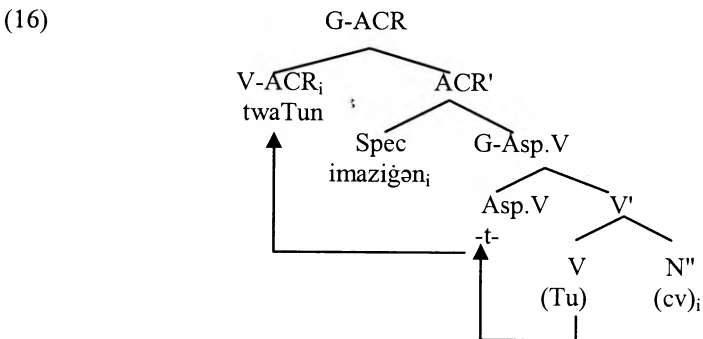 (16) G-ACR
V-ACRi ACR'
twaTun
Spec G-Asp.V
imaziġəni
Asp.V V'
-t-
V N"
(Tu) (cv)i